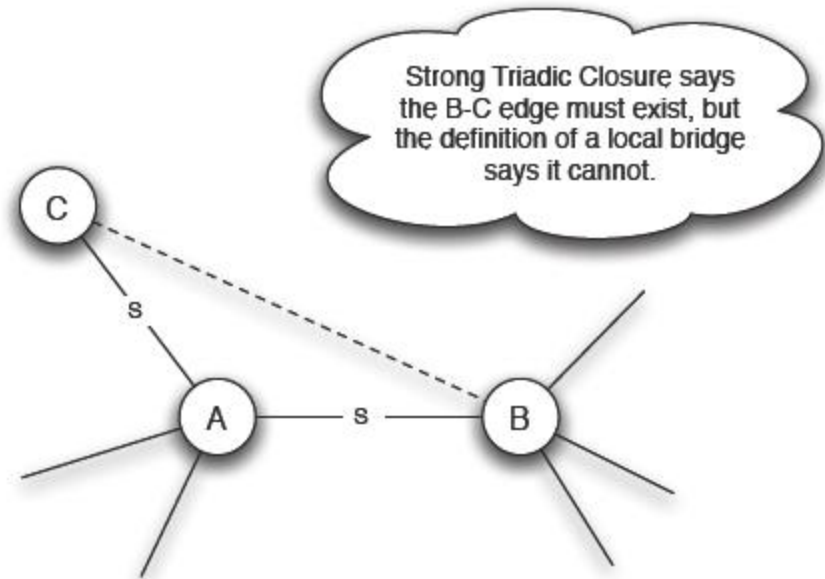 Strong Triadic Closure says
the B-C edge must exist, but
the definition of a local bridge
says it cannot.
C
s
A
s
B